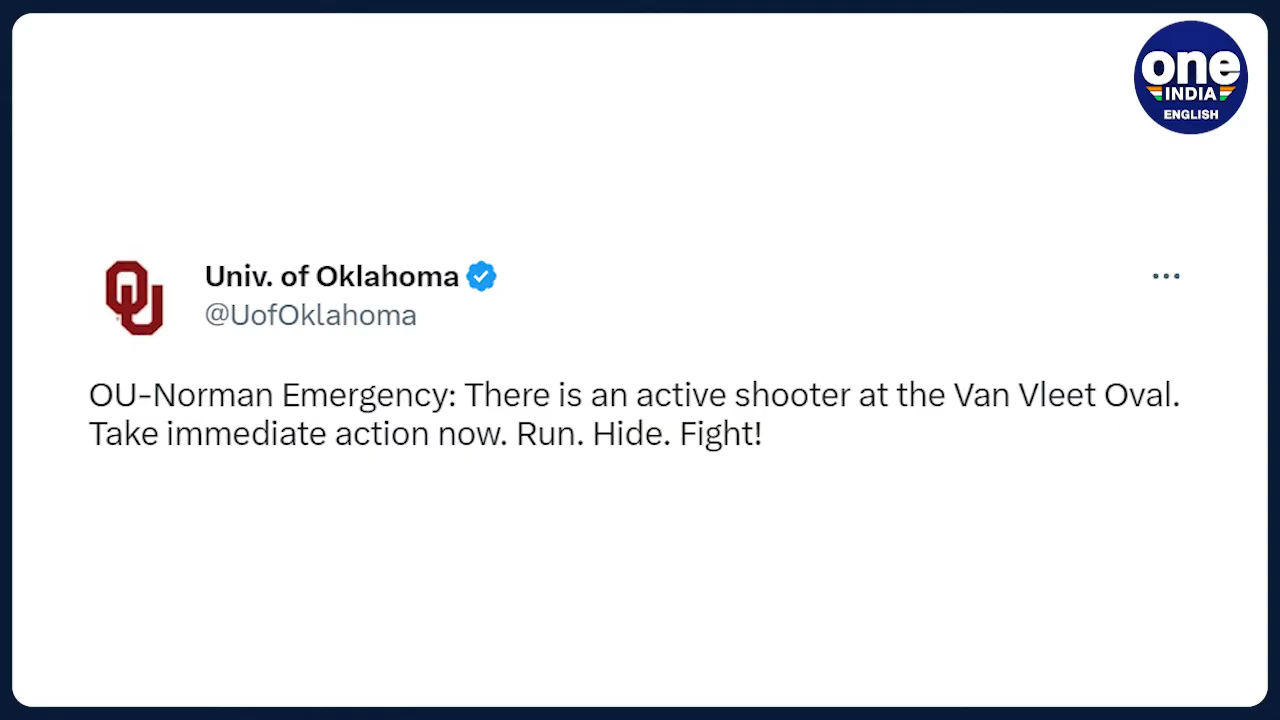 one
INDIA
ENGLISH
Univ. of Oklahoma
@UofOklahoma
OU-Norman Emergency: There is an active shooter at the Van Vleet Oval.
Take immediate action now. Run. Hide. Fight!